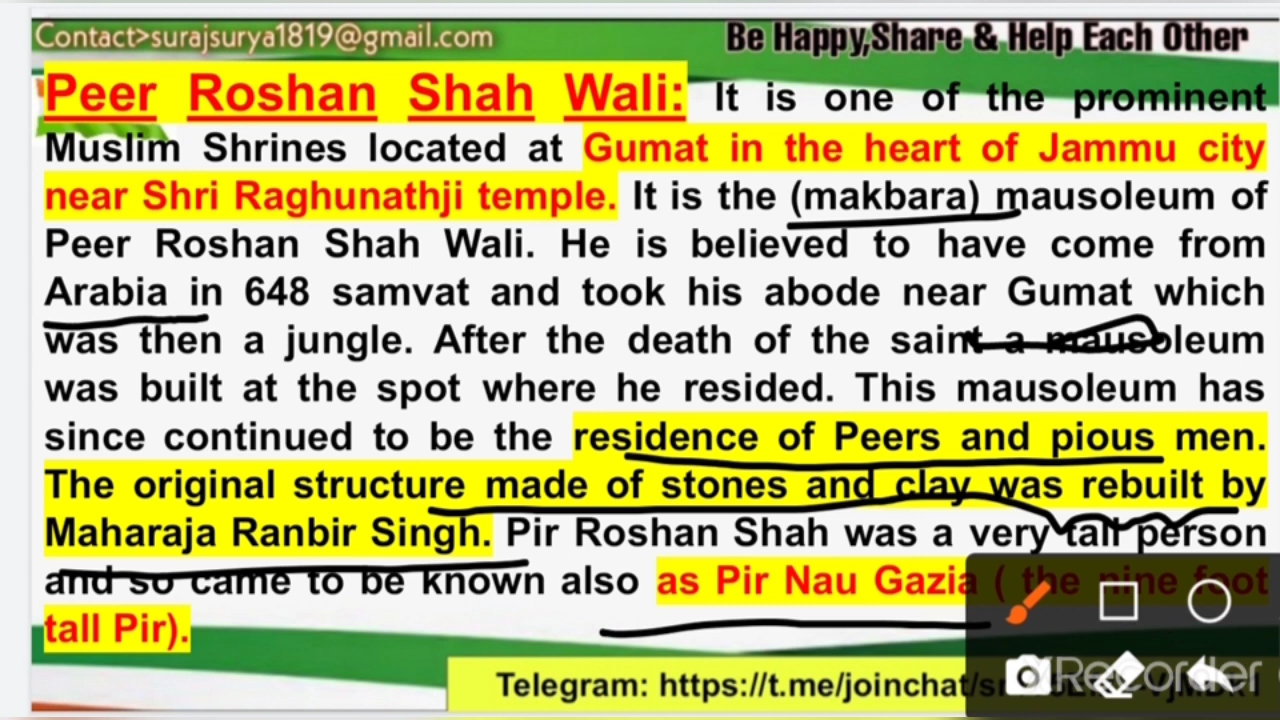 Contact>surajsurya1819@gmail.com
Be Happy,Share & Help Each Other
Peer Roshan Shah Wali: It is one of the prominent
Muslim Shrines located at Gumat in the heart of Jammu city
near Shri Raghunathji temple. It is the (makbara) mausoleum of
Peer Roshan Shah Wali. He is believed to have come from
Arabia in 648 samvat and took his abode near Gumat which
was then a jungle. After the death of the saint a mausoleum
was built at the spot where he resided. This mausoleum has
since continued to be the residence of Peers and pious men.
The original structure made of stones and clay was rebuilt by
Maharaja Ranbir Singh. Pir Roshan Shah was a very tall person
and so came to be known also as Pir Nau Gazia ( the nine foot
tall Pir).
Telegram:
XRecorder